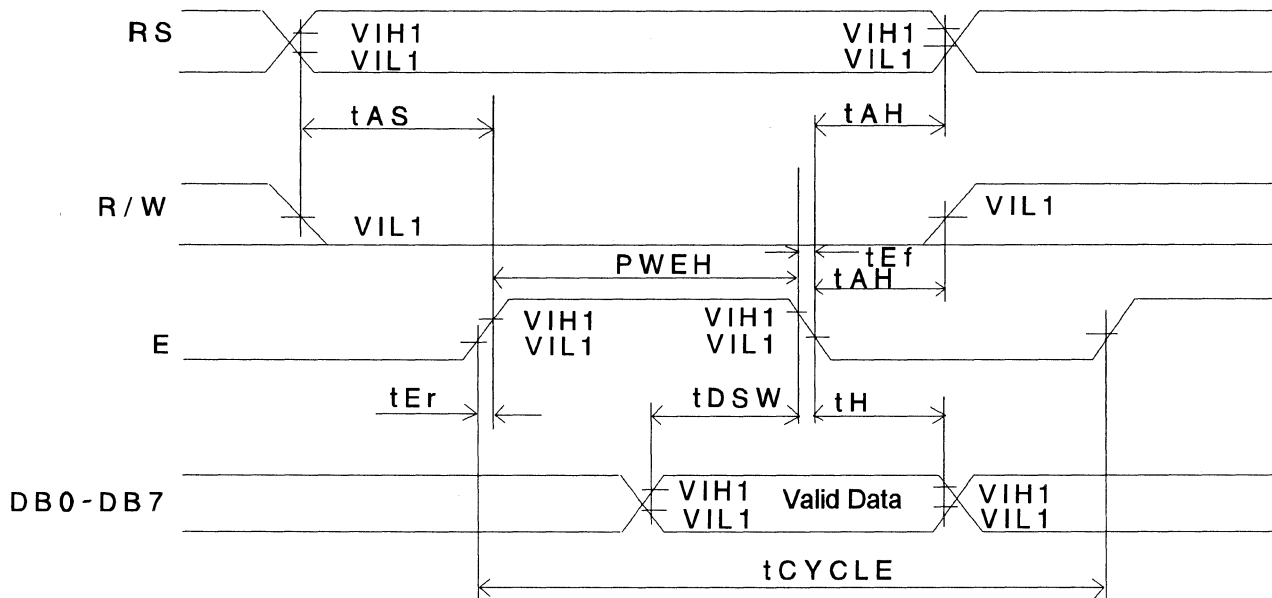 RS
VIH1
VIL1
VIH1
VIL1
tAS
tAH
R/W
VIL1
VIL1
tEf
PWEH
tAH
E
VIH1
VIL1
VIH1
VIL1
tEr
tDSW
tH
DB0-DB7
VIH1
VIL1
Valid Data
VIH1
VIL1
tCYCLE